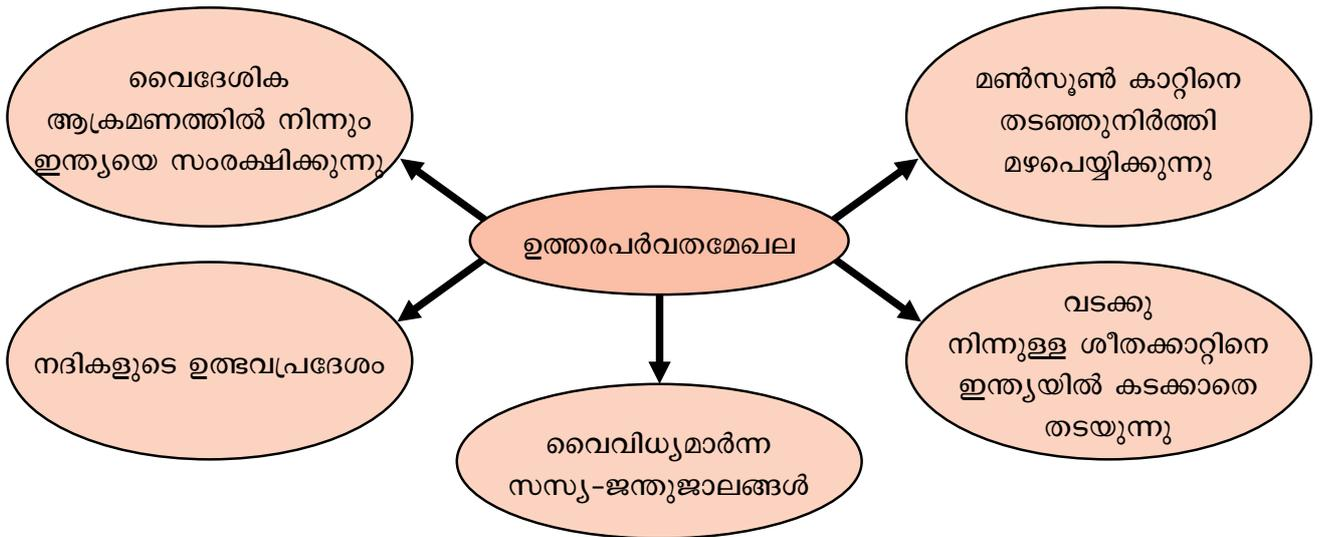 വൈദേശിക
ആക്രമണത്തിൽ നിന്നും
ഇന്ത്യയെ സംരക്ഷിക്കുന്നു
മൺസൂൺ കാറ്റിനെ
തടഞ്ഞുനിർത്തി
മഴപെയ്യിക്കുന്നു
ഉത്തരപർവതമേഖല
നദികളുടെ ഉത്ഭവപ്രദേശം
വടക്കു
നിന്നുള്ള ശീതക്കാറ്റിനെ
ഇന്ത്യയിൽ കടക്കാതെ
തടയുന്നു
വൈവിധ്യമാർന്ന
സസ്യ-ജന്തുജാലങ്ങൾ